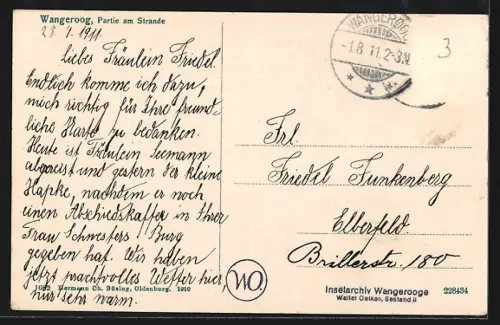 Wangeroog, Partie am Strande
28.7.1911
Liebes Fräulein Friedel.
Endlich komme ich dazu,
mich richtig für Ihre freund-
liche Karte zu bedanken.
Heute ist Fräulein Seemann
abgereist und gestern der kleine
Hapke, nachdem er noch
einen Abschiedskaffee in Ihrer
Frau Schwesters Burg
gegeben hat. Wir haben
jetzt prachtvolles Wetter hier,
nur sehr warm.
1082 Hermann Ch. Büsing, Oldenburg. 1910
WANGEROOG
-1.8.11.2-3.N.
3
Frl.
Friedel Funkenberg
Elberfeld.
Brillerstr. 180
WO
Inselarchiv Wangerooge
Walter Oetken, Bestand II
228434